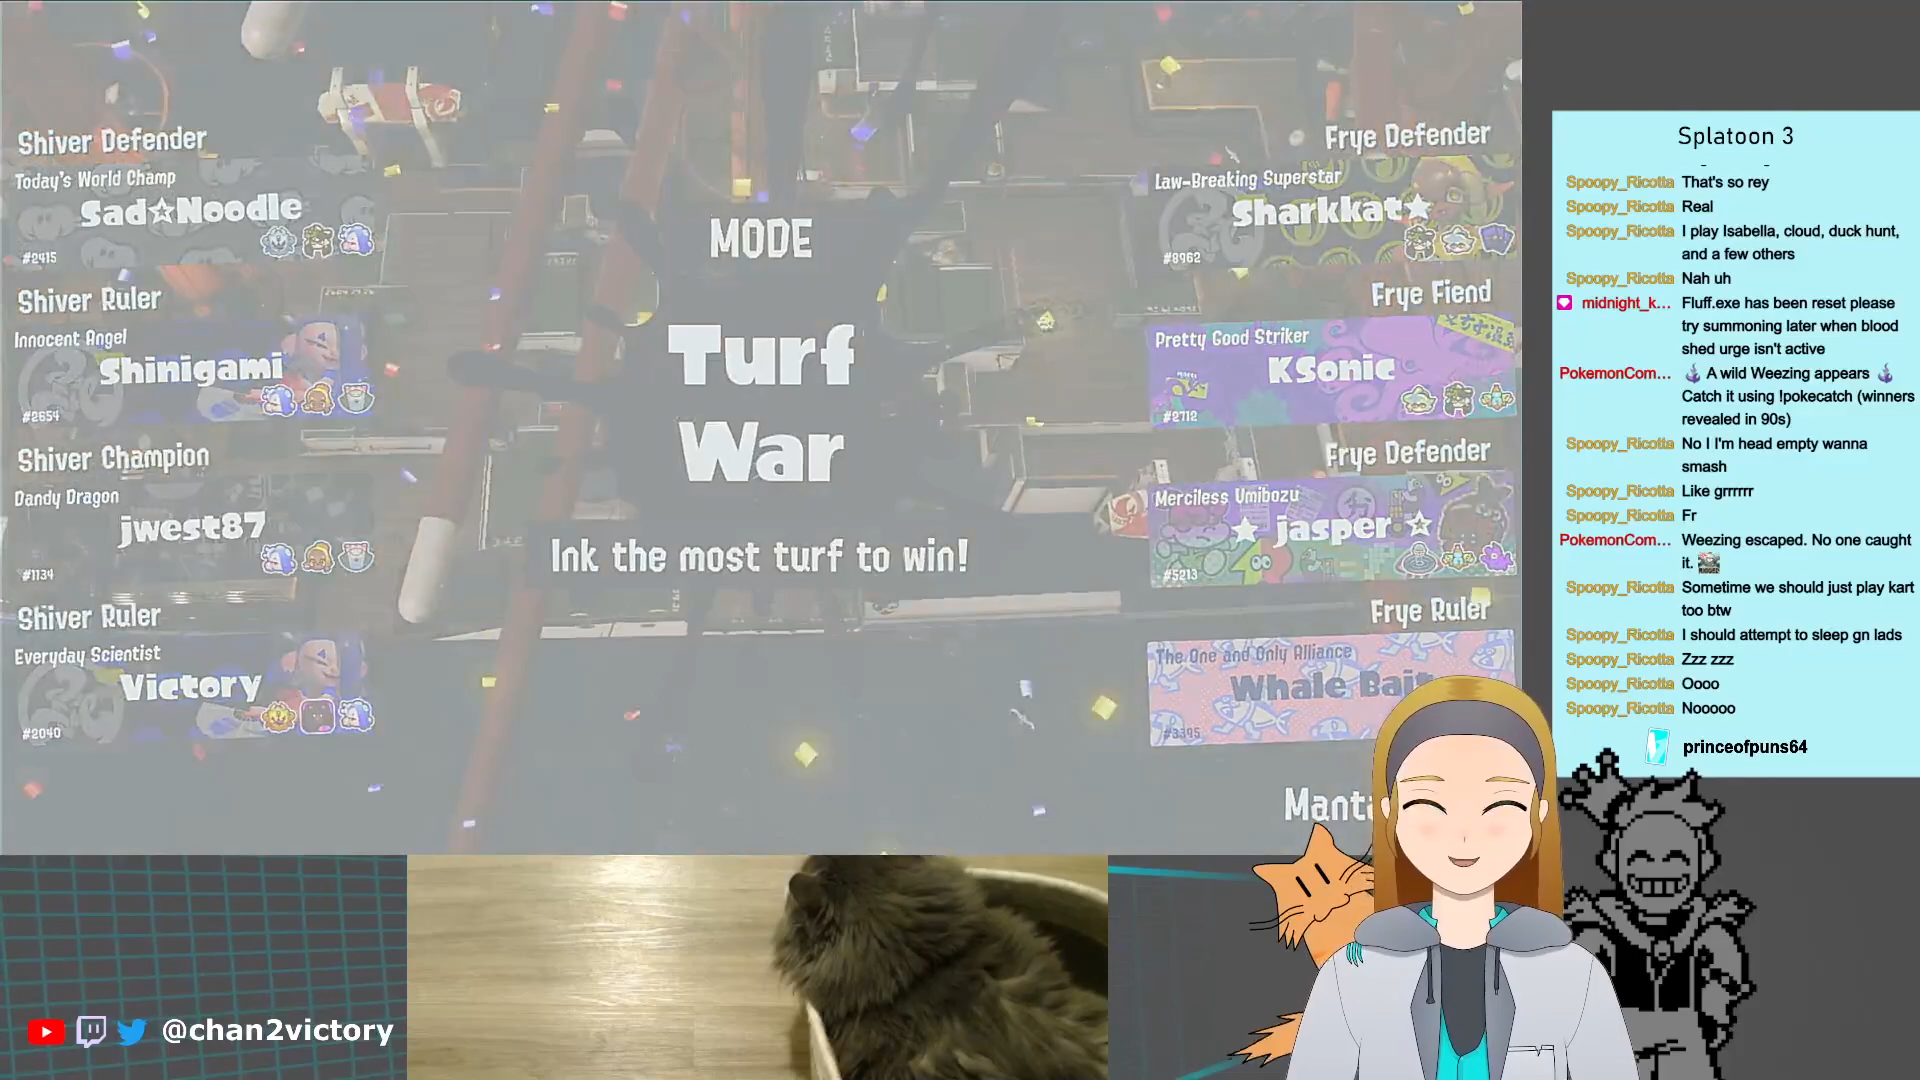 Shiver Defender
Today's World Champ
Sad☆Noodle
#2415
Shiver Ruler
Innocent Angel
Shinigami
#2654
Shiver Champion
Dandy Dragon
jwest87
#1134
Shiver Ruler
Everyday Scientist
Victory
#2040
MODE
Turf
War
Ink the most turf to win!
Frye Defender
Law-Breaking Superstar
Sharkkat★
#8962
Frye Fiend
Pretty Good Striker
KSonic
#2712
Frye Defender
Merciless Umibozu
★ jasper ☆
#5213
Frye Ruler
The One and Only Alliance
Whale Bait
#3395
Manta
Splatoon 3
Spoopy_Ricotta That's so rey
Spoopy_Ricotta Real
Spoopy_Ricotta I play Isabella, cloud, duck hunt,
and a few others
Spoopy_Ricotta Nah uh
midnight_k... Fluff.exe has been reset please
try summoning later when blood
shed urge isn't active
PokemonCom... A wild Weezing appears
Catch it using !pokecatch (winners
revealed in 90s)
Spoopy_Ricotta No I I'm head empty wanna
smash
Spoopy_Ricotta Like grrrrrr
Spoopy_Ricotta Fr
PokemonCom... Weezing escaped. No one caught
it.
Spoopy_Ricotta Sometime we should just play kart
too btw
Spoopy_Ricotta I should attempt to sleep gn lads
Spoopy_Ricotta Zzz zzz
Spoopy_Ricotta Oooo
Spoopy_Ricotta Nooooo
princeofpuns64
@chan2victory